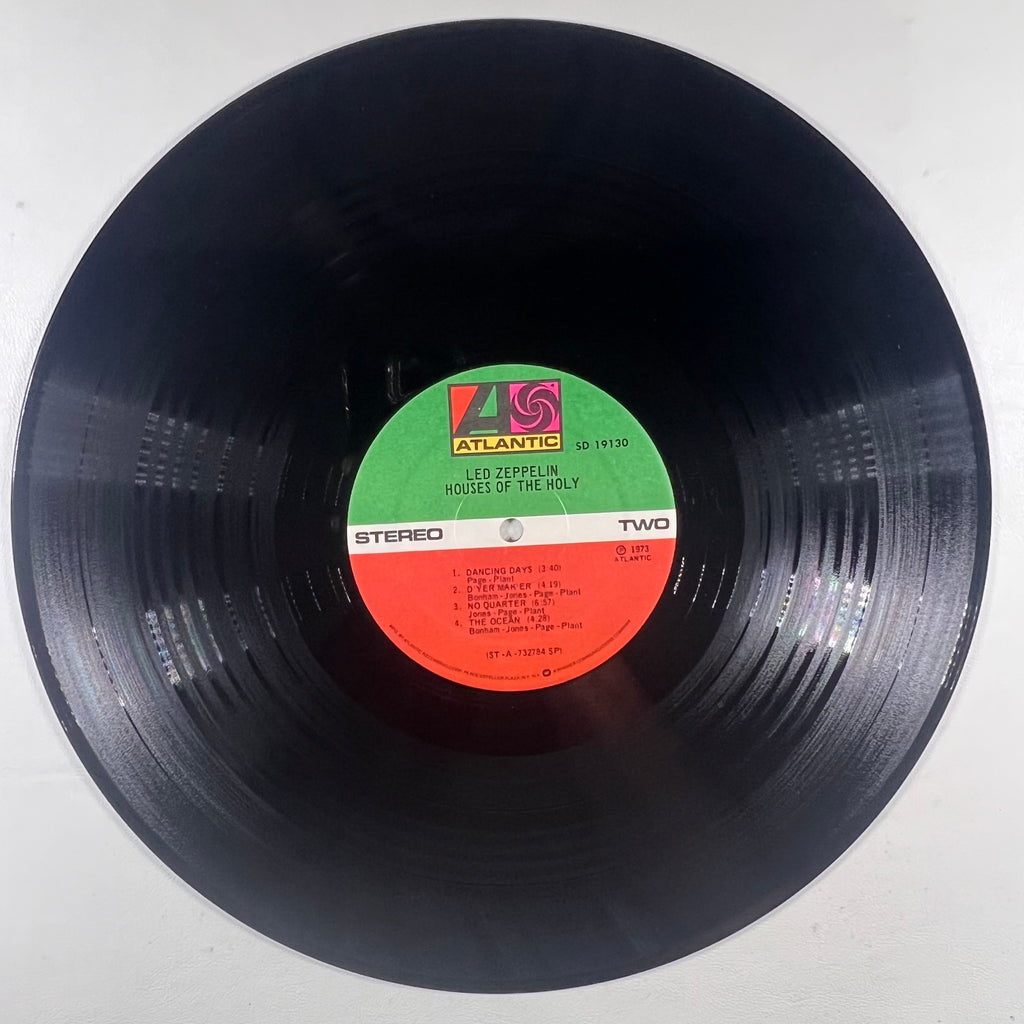 ATLANTIC
SD 19130
LED ZEPPELIN
HOUSES OF THE HOLY
STEREO
TWO
℗ 1973
ATLANTIC
1. DANCING DAYS (3:40)
Page - Plant
2. D'YER MAK'ER (4:19)
Bonham - Jones - Page - Plant
3. NO QUARTER (6:57)
Jones - Page - Plant
4. THE OCEAN (4:28)
Bonham - Jones - Page - Plant
(ST - A - 732784 SP)